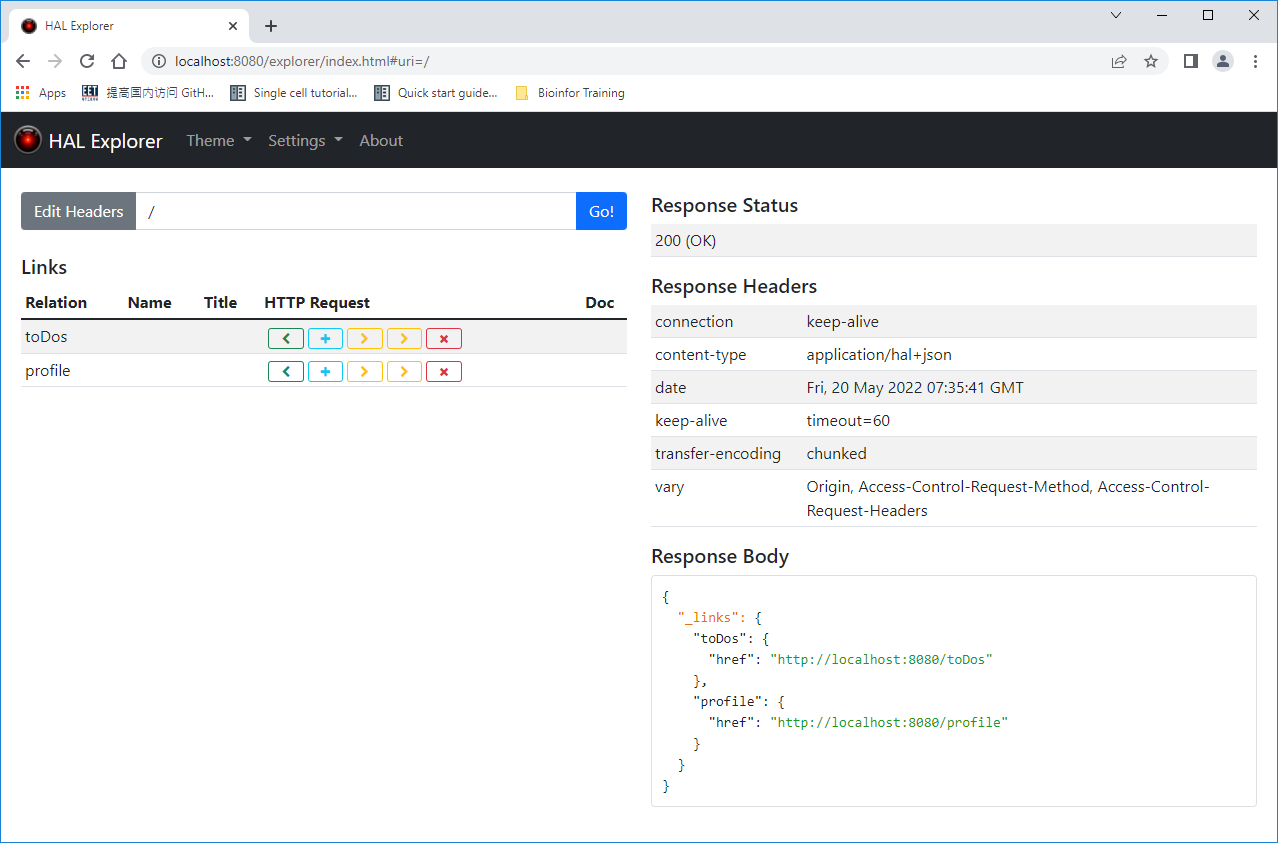 HAL Explorer
localhost:8080/explorer/index.html#uri=/
Apps
提高国内访问 GitH...
Single cell tutorial...
Quick start guide...
Bioinfor Training
HAL Explorer Theme Settings About
Edit Headers / Go!
Links
Relation Name Title HTTP Request Doc
toDos
profile
Response Status
200 (OK)
Response Headers
connection keep-alive
content-type application/hal+json
date Fri, 20 May 2022 07:35:41 GMT
keep-alive timeout=60
transfer-encoding chunked
vary Origin, Access-Control-Request-Method, Access-Control-
Request-Headers
Response Body
{
  "_links": {
    "toDos": {
      "href": "http://localhost:8080/toDos"
    },
    "profile": {
      "href": "http://localhost:8080/profile"
    }
  }
}